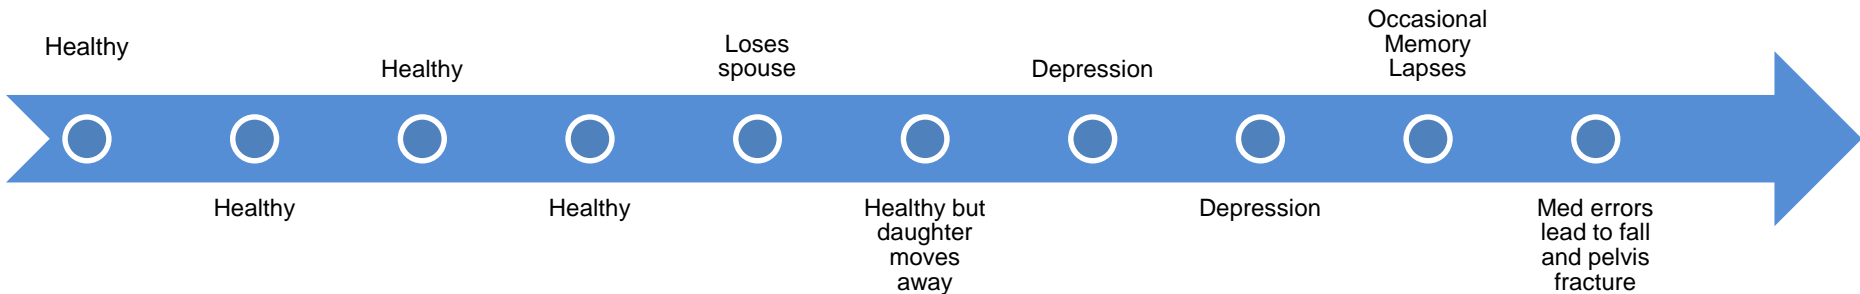 Healthy
Healthy
Healthy
Healthy
Loses
spouse
Healthy but
daughter
moves
away
Depression
Depression
Occasional
Memory
Lapses
Med errors
lead to fall
and pelvis
fracture